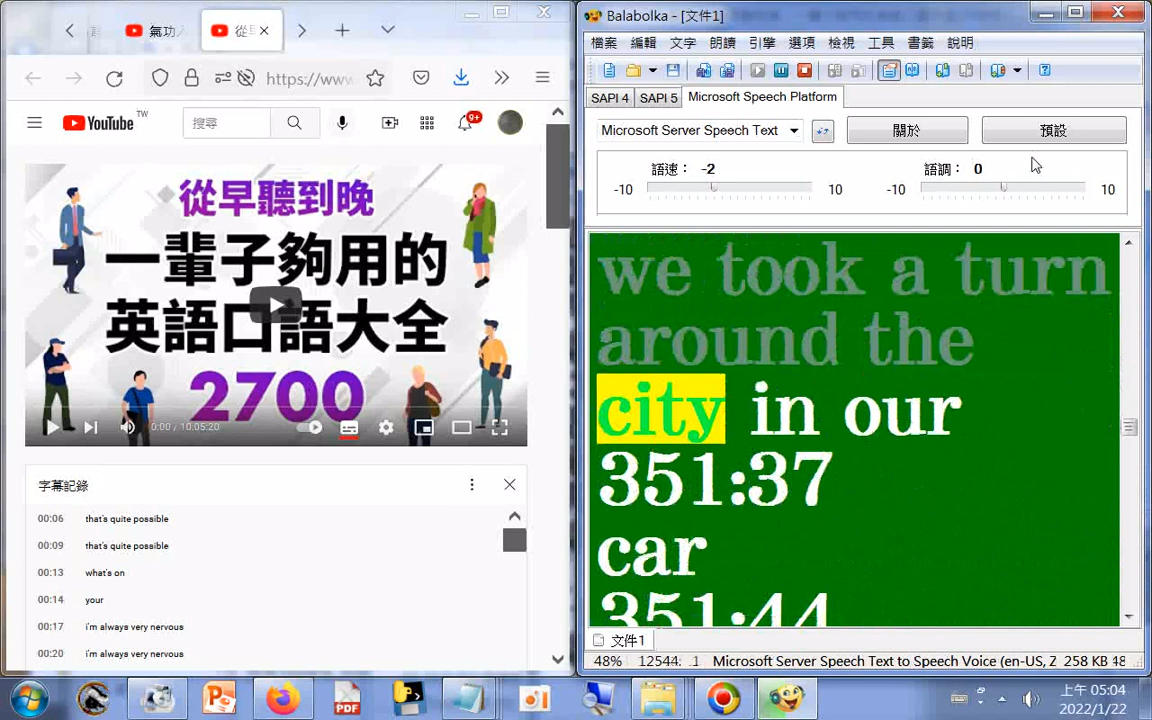 氣功
從
https://www
YouTube TW
搜尋
9+
從早聽到晚
一輩子夠用的
英語口語大全
2700
0:00 / 10:05:20
字幕記錄
00:06 that's quite possible
00:09 that's quite possible
00:13 what's on
00:14 your
00:17 i'm always very nervous
00:20 i'm always very nervous
Balabolka - [文件1]
檔案 編輯 文字 朗讀 引擎 選項 檢視 工具 書籤 說明
SAPI 4 SAPI 5 Microsoft Speech Platform
Microsoft Server Speech Text 關於 預設
語速： -2 語調： 0
-10 10 -10 10
we took a turn
around the
city in our
351:37
car
351:44
文件1
48% 12544: .1 Microsoft Server Speech Text to Speech Voice (en-US, Z 258 KB 48
上午 05:04
2022/1/22